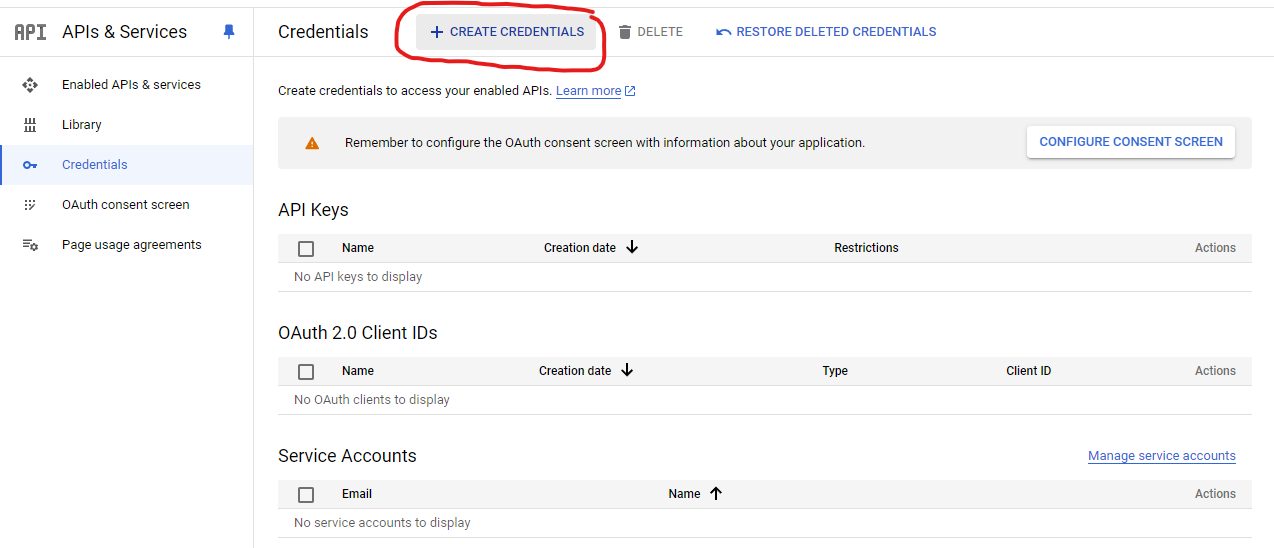 API APIs & Services
Credentials + CREATE CREDENTIALS DELETE RESTORE DELETED CREDENTIALS
Enabled APIs & services
Library
Credentials
OAuth consent screen
Page usage agreements
Create credentials to access your enabled APIs. Learn more
Remember to configure the OAuth consent screen with information about your application. CONFIGURE CONSENT SCREEN
API Keys
Name Creation date Restrictions Actions
No API keys to display
OAuth 2.0 Client IDs
Name Creation date Type Client ID Actions
No OAuth clients to display
Service Accounts Manage service accounts
Email Name Actions
No service accounts to display